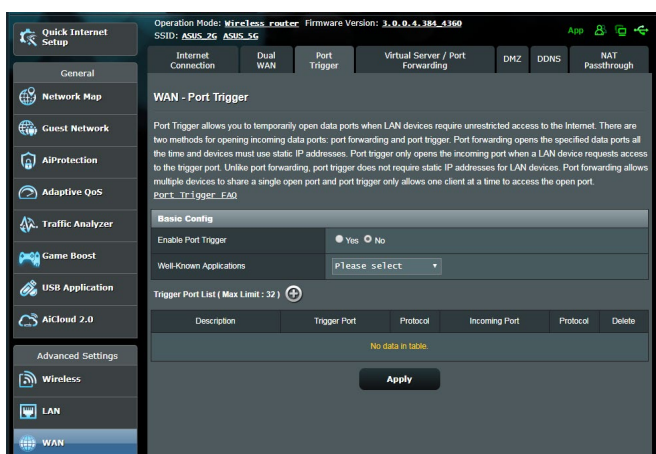 Quick Internet
Setup
General
Network Map
Guest Network
AiProtection
Adaptive QoS
Traffic Analyzer
Game Boost
USB Application
AiCloud 2.0
Advanced Settings
Wireless
LAN
WAN
Operation Mode: Wireless router Firmware Version: 3.0.0.4.384_4360
SSID: ASUS_2G ASUS_5G
App
Internet
Connection
Dual
WAN
Port
Trigger
Virtual Server / Port
Forwarding
DMZ
DDNS
NAT
Passthrough
WAN - Port Trigger
Port Trigger allows you to temporarily open data ports when LAN devices require unrestricted access to the Internet. There are
two methods for opening incoming data ports: port forwarding and port trigger. Port forwarding opens the specified data ports all
the time and devices must use static IP addresses. Port trigger only opens the incoming port when a LAN device requests access
to the trigger port. Unlike port forwarding, port trigger does not require static IP addresses for LAN devices. Port forwarding allows
multiple devices to share a single open port and port trigger only allows one client at a time to access the open port.
Port Trigger FAQ
Basic Config
Enable Port Trigger Yes No
Well-Known Applications Please select
Trigger Port List ( Max Limit : 32 )
Description Trigger Port Protocol Incoming Port Protocol Delete
No data in table.
Apply